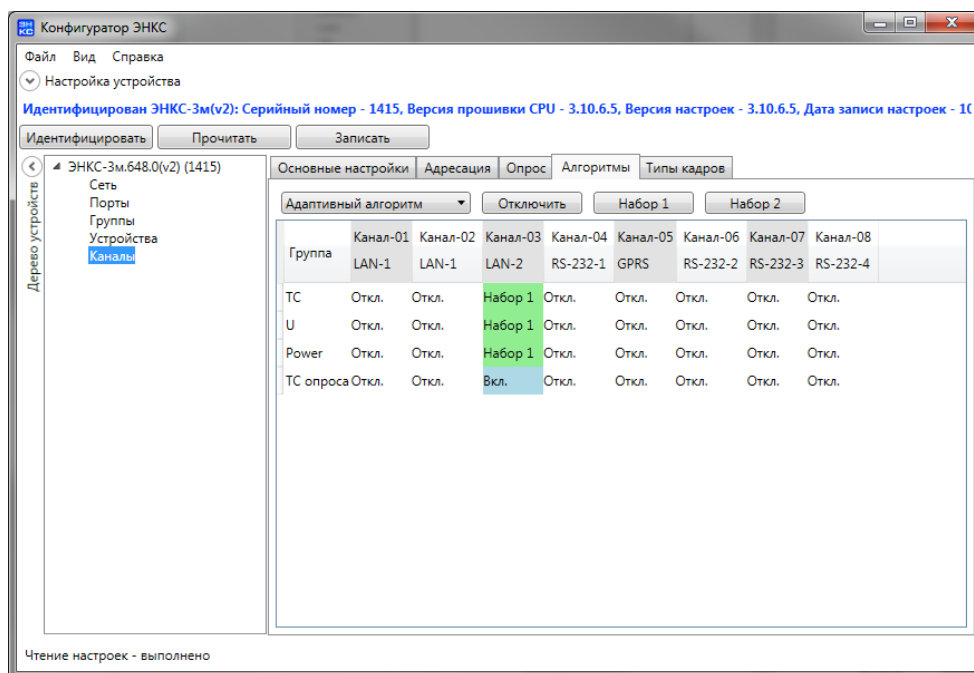 ЭН
КС
Конфигуратор ЭНКС
Файл Вид Справка
Настройка устройства
Идентифицирован ЭНКС-3м(v2): Серийный номер - 1415, Версия прошивки CPU - 3.10.6.5, Версия настроек - 3.10.6.5, Дата записи настроек - 10
Идентифицировать Прочитать Записать
Дерево устройств
ЭНКС-3м.648.0(v2) (1415)
Сеть
Порты
Группы
Устройства
Каналы
Основные настройки Адресация Опрос Алгоритмы Типы кадров
Адаптивный алгоритм Отключить Набор 1 Набор 2
Группа Канал-01 Канал-02 Канал-03 Канал-04 Канал-05 Канал-06 Канал-07 Канал-08
LAN-1 LAN-1 LAN-2 RS-232-1 GPRS RS-232-2 RS-232-3 RS-232-4
ТС Откл. Откл. Набор 1 Откл. Откл. Откл. Откл. Откл.
U Откл. Откл. Набор 1 Откл. Откл. Откл. Откл. Откл.
Power Откл. Откл. Набор 1 Откл. Откл. Откл. Откл. Откл.
ТС опроса Откл. Откл. Вкл. Откл. Откл. Откл. Откл. Откл.
Чтение настроек - выполнено